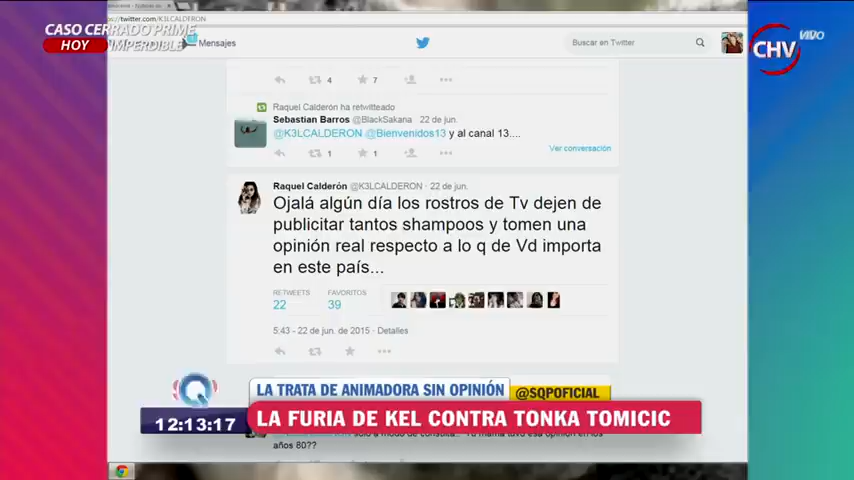 CASO CERRADO PRIME
HOY IMPERDIBLE
twitter.com/K3LCALDERON
Mensajes
Buscar en Twitter
CHV VIVO
4 7
Raquel Calderón ha retwitteado
Sebastian Barros @BlackSakana 22 de jun.
@K3LCALDERON @Bienvenidos13 y al canal 13....
1 1
Ver conversación
Raquel Calderón @K3LCALDERON · 22 de jun.
Ojalá algún día los rostros de Tv dejen de
publicitar tantos shampoos y tomen una
opinión real respecto a lo q de Vd importa
en este país...
RETWEETS FAVORITOS
22 39
5:43 - 22 de jun. de 2015 · Detalles
LA TRATA DE ANIMADORA SIN OPINIÓN
@SQPOFICIAL
12:13:17
LA FURIA DE KEL CONTRA TONKA TOMICIC
años 80??